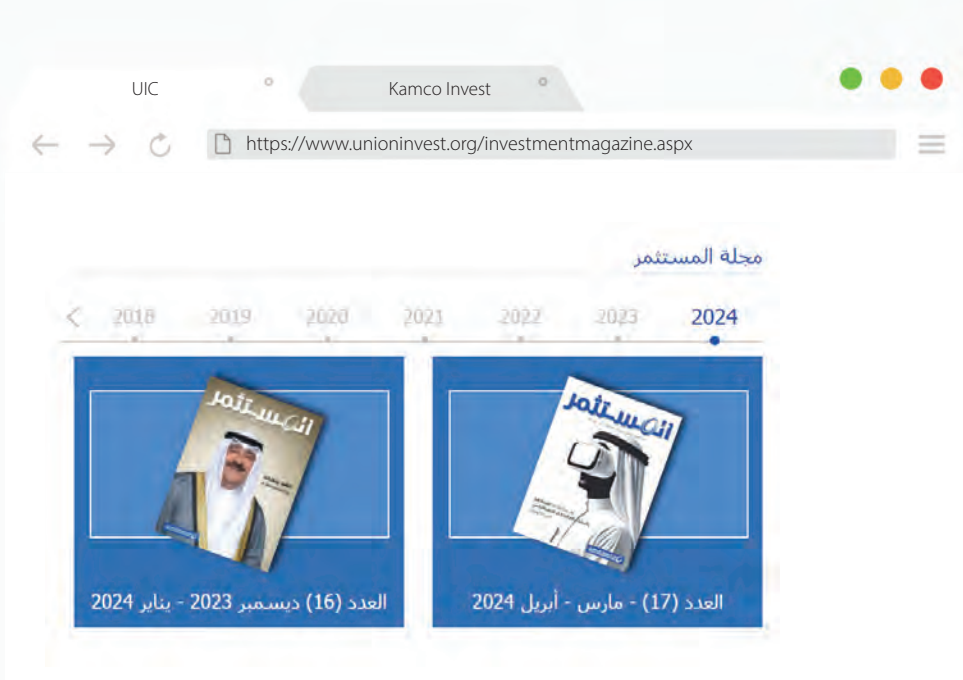 UIC
Kamco Invest
https://www.unioninvest.org/investmentmagazine.aspx
مجلة المستثمر
2024 2023 2022 2021 2020 2019 2018
المستثمر
المستثمر
العدد (17) - مارس - أبريل 2024
العدد (16) ديسمبر 2023 - يناير 2024